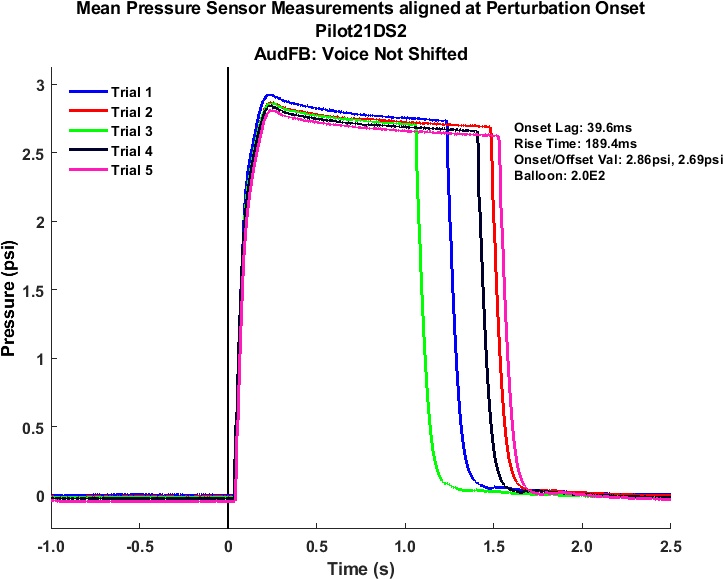 Mean Pressure Sensor Measurements aligned at Perturbation Onset
Pilot21DS2
AudFB: Voice Not Shifted
Trial 1
Trial 2
Trial 3
Trial 4
Trial 5
Onset Lag: 39.6ms
Rise Time: 189.4ms
Onset/Offset Val: 2.86psi, 2.69psi
Balloon: 2.0E2
Pressure (psi)
3
2.5
2
1.5
1
0.5
0
-1.0 -0.5 0 0.5 1.0 1.5 2.0 2.5
Time (s)